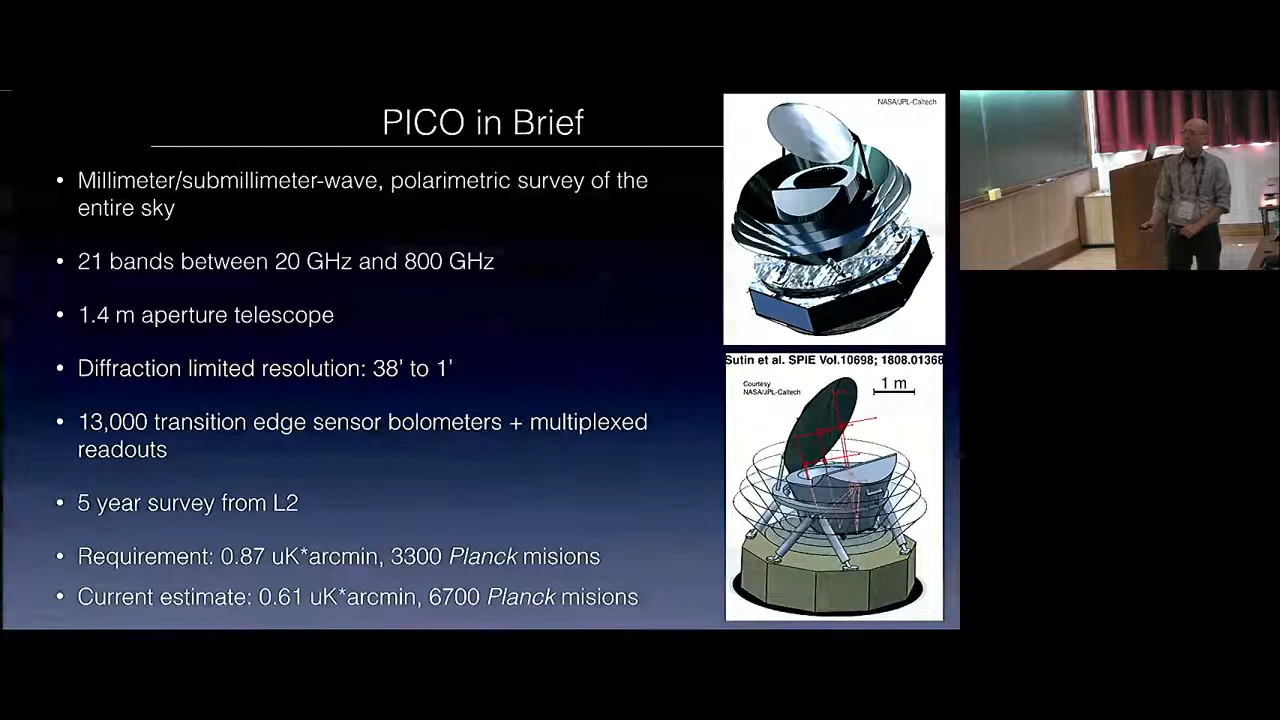 PICO in Brief
• Millimeter/submillimeter-wave, polarimetric survey of the
entire sky
• 21 bands between 20 GHz and 800 GHz
• 1.4 m aperture telescope
• Diffraction limited resolution: 38’ to 1’
• 13,000 transition edge sensor bolometers + multiplexed
readouts
• 5 year survey from L2
• Requirement: 0.87 uK*arcmin, 3300 Planck misions
• Current estimate: 0.61 uK*arcmin, 6700 Planck misions
NASA/JPL-Caltech
Sutin et al. SPIE Vol.10698; 1808.01368
Courtesy
NASA/JPL-Caltech
1 m